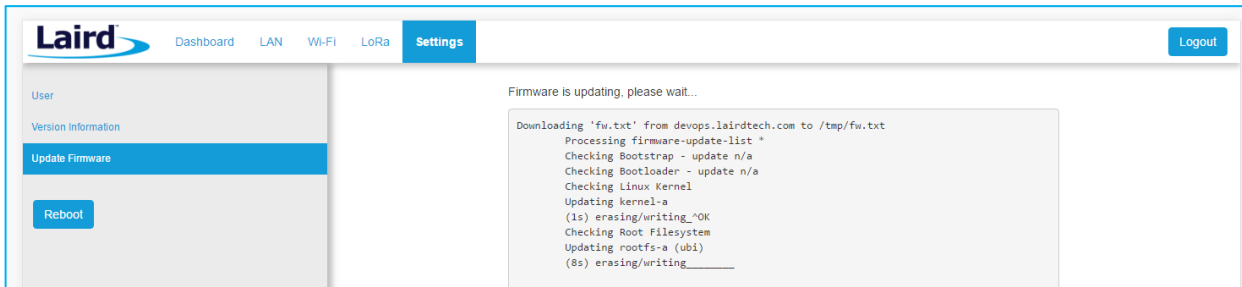 Laird™
Dashboard LAN Wi-Fi LoRa Settings Logout
User
Version Information
Update Firmware
Reboot
Firmware is updating, please wait...
Downloading 'fw.txt' from devops.lairdtech.com to /tmp/fw.txt
Processing firmware-update-list *
Checking Bootstrap - update n/a
Checking Bootloader - update n/a
Checking Linux Kernel
Updating kernel-a
(1s) erasing/writing_^OK
Checking Root Filesystem
Updating rootfs-a (ubi)
(8s) erasing/writing________